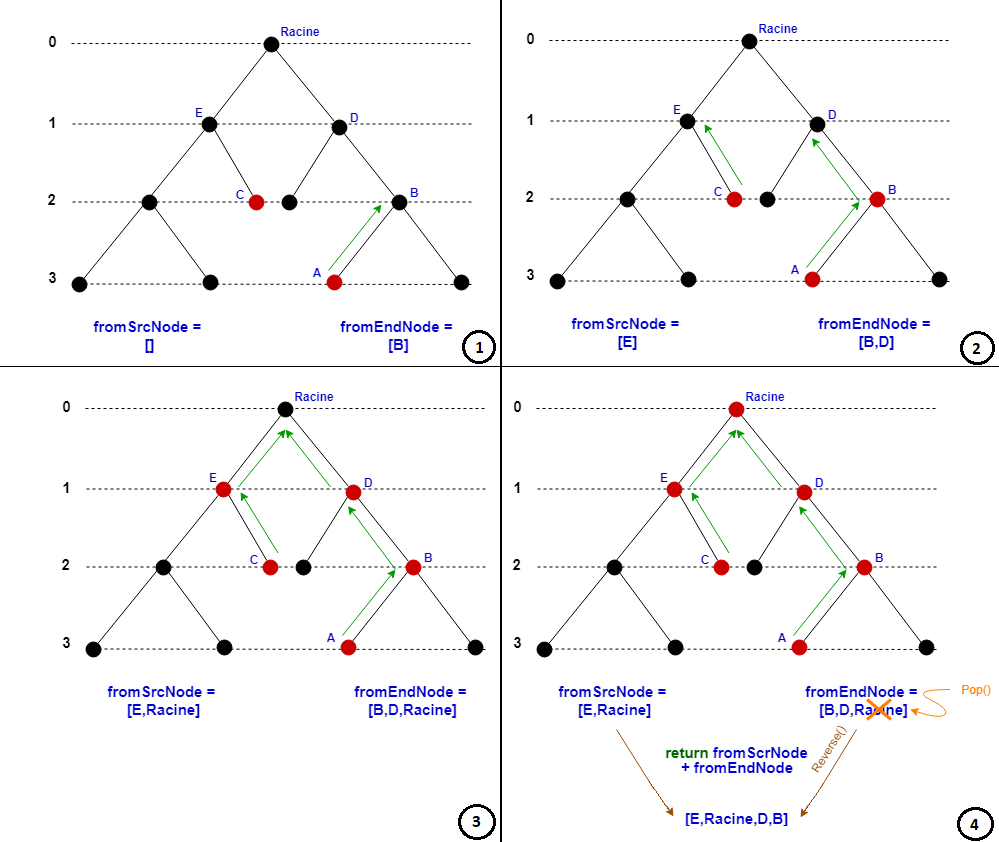 Racine
0
E
D
1
C
B
2
A
3
fromSrcNode =
[]
fromEndNode =
[B]
1
Racine
0
E
D
1
C
B
2
A
3
fromSrcNode =
[E]
fromEndNode =
[B,D]
2
Racine
0
E
D
1
C
B
2
A
3
fromSrcNode =
[E,Racine]
fromEndNode =
[B,D,Racine]
3
Racine
0
E
D
1
C
B
2
A
3
fromSrcNode =
[E,Racine]
fromEndNode =
[B,D,Racine]
Pop()
return fromScrNode
+ fromEndNode
Reverse()
[E,Racine,D,B]
4